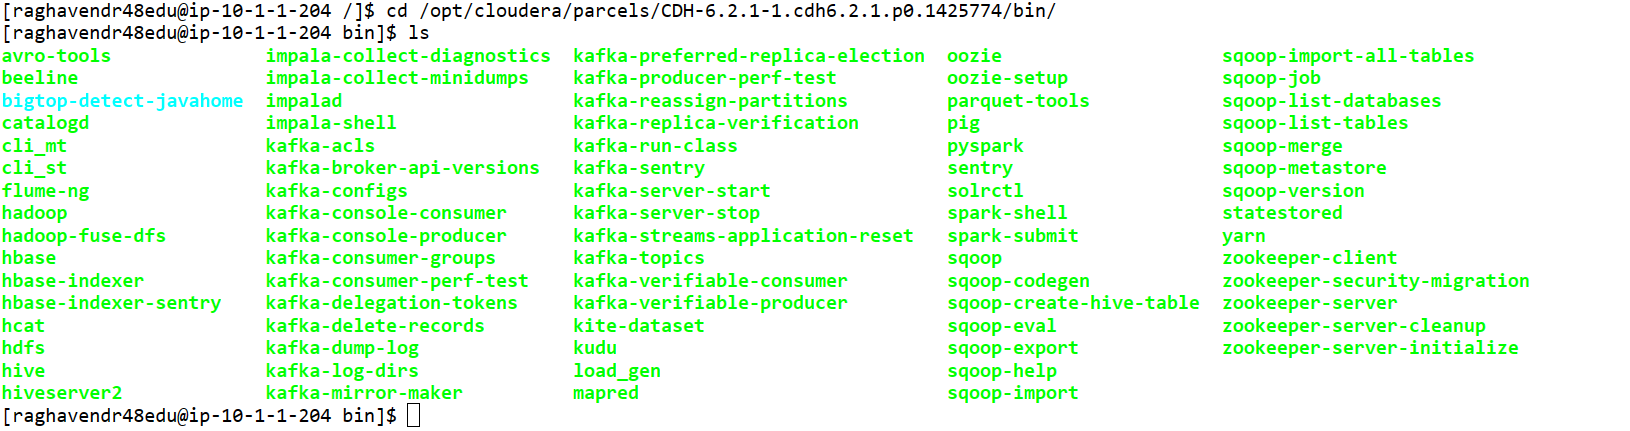 [raghavendr48edu@ip-10-1-1-204 /]$ cd /opt/cloudera/parcels/CDH-6.2.1-1.cdh6.2.1.p0.1425774/bin/
[raghavendr48edu@ip-10-1-1-204 bin]$ ls
avro-tools impala-collect-diagnostics kafka-preferred-replica-election oozie sqoop-import-all-tables
beeline impala-collect-minidumps kafka-producer-perf-test oozie-setup sqoop-job
bigtop-detect-javahome impalad kafka-reassign-partitions parquet-tools sqoop-list-databases
catalogd impala-shell kafka-replica-verification pig sqoop-list-tables
cli_mt kafka-acls kafka-run-class pyspark sqoop-merge
cli_st kafka-broker-api-versions kafka-sentry sentry sqoop-metastore
flume-ng kafka-configs kafka-server-start solrctl sqoop-version
hadoop kafka-console-consumer kafka-server-stop spark-shell statestored
hadoop-fuse-dfs kafka-console-producer kafka-streams-application-reset spark-submit yarn
hbase kafka-consumer-groups kafka-topics sqoop zookeeper-client
hbase-indexer kafka-consumer-perf-test kafka-verifiable-consumer sqoop-codegen zookeeper-security-migration
hbase-indexer-sentry kafka-delegation-tokens kafka-verifiable-producer sqoop-create-hive-table zookeeper-server
hcat kafka-delete-records kite-dataset sqoop-eval zookeeper-server-cleanup
hdfs kafka-dump-log kudu sqoop-export zookeeper-server-initialize
hive kafka-log-dirs load_gen sqoop-help
hiveserver2 kafka-mirror-maker mapred sqoop-import
[raghavendr48edu@ip-10-1-1-204 bin]$